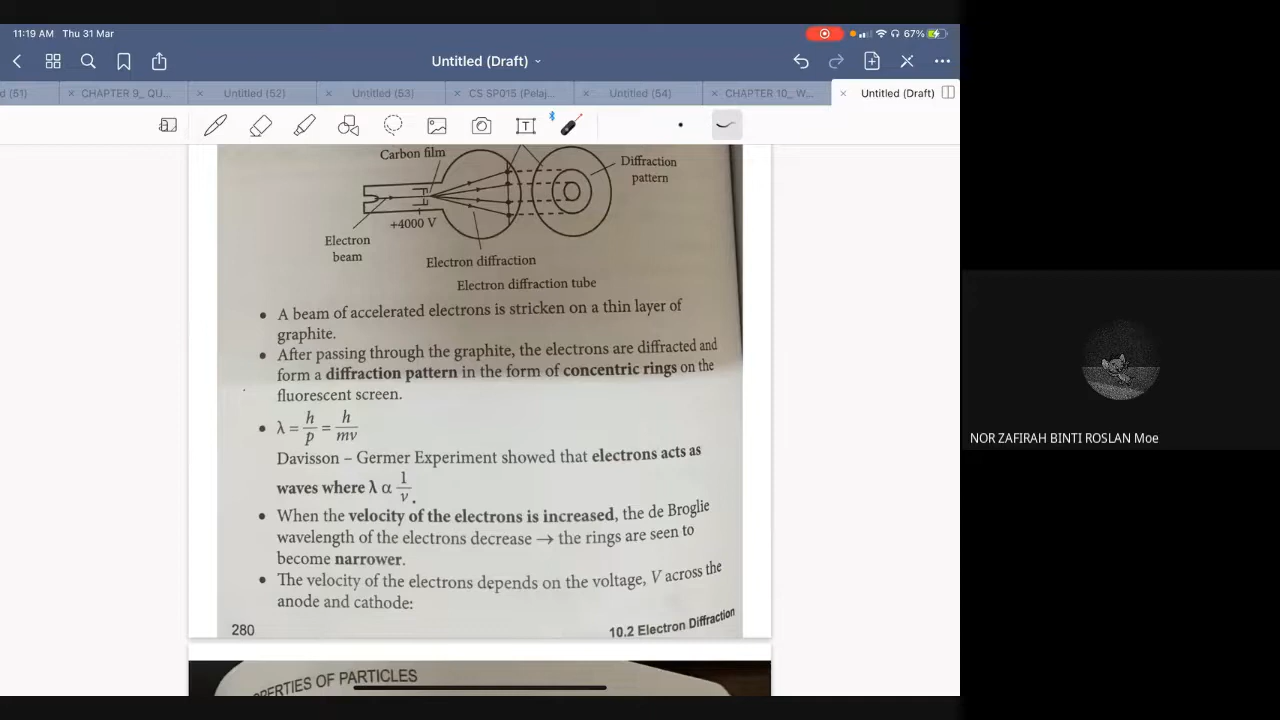 11:19 AM Thu 31 Mar
67%
Untitled (Draft)
d (51)
CHAPTER 9_ QU...
Untitled (52)
Untitled (53)
CS SP015 (Pelaj...
Untitled (54)
CHAPTER 10_ W...
Untitled (Draft)
T
Carbon film
Diffraction
pattern
+4000 V
Electron
beam
Electron diffraction
Electron diffraction tube
• A beam of accelerated electrons is stricken on a thin layer of
graphite.
• After passing through the graphite, the electrons are diffracted and
form a diffraction pattern in the form of concentric rings on the
fluorescent screen.
• λ = h/p = h/mv
Davisson – Germer Experiment showed that electrons acts as
waves where λ α 1/v.
• When the velocity of the electrons is increased, the de Broglie
wavelength of the electrons decrease → the rings are seen to
become narrower.
• The velocity of the electrons depends on the voltage, V across the
anode and cathode:
280
10.2 Electron Diffraction
OPERTIES OF PARTICLES
NOR ZAFIRAH BINTI ROSLAN Moe